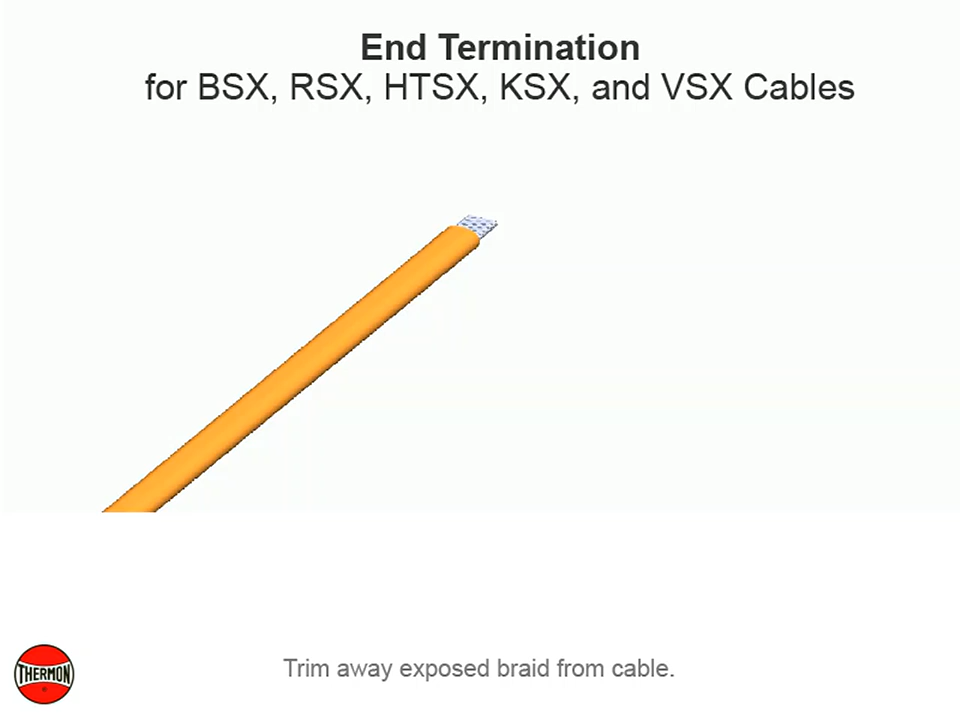 End Termination
for BSX, RSX, HTSX, KSX, and VSX Cables
THERMON
Trim away exposed braid from cable.